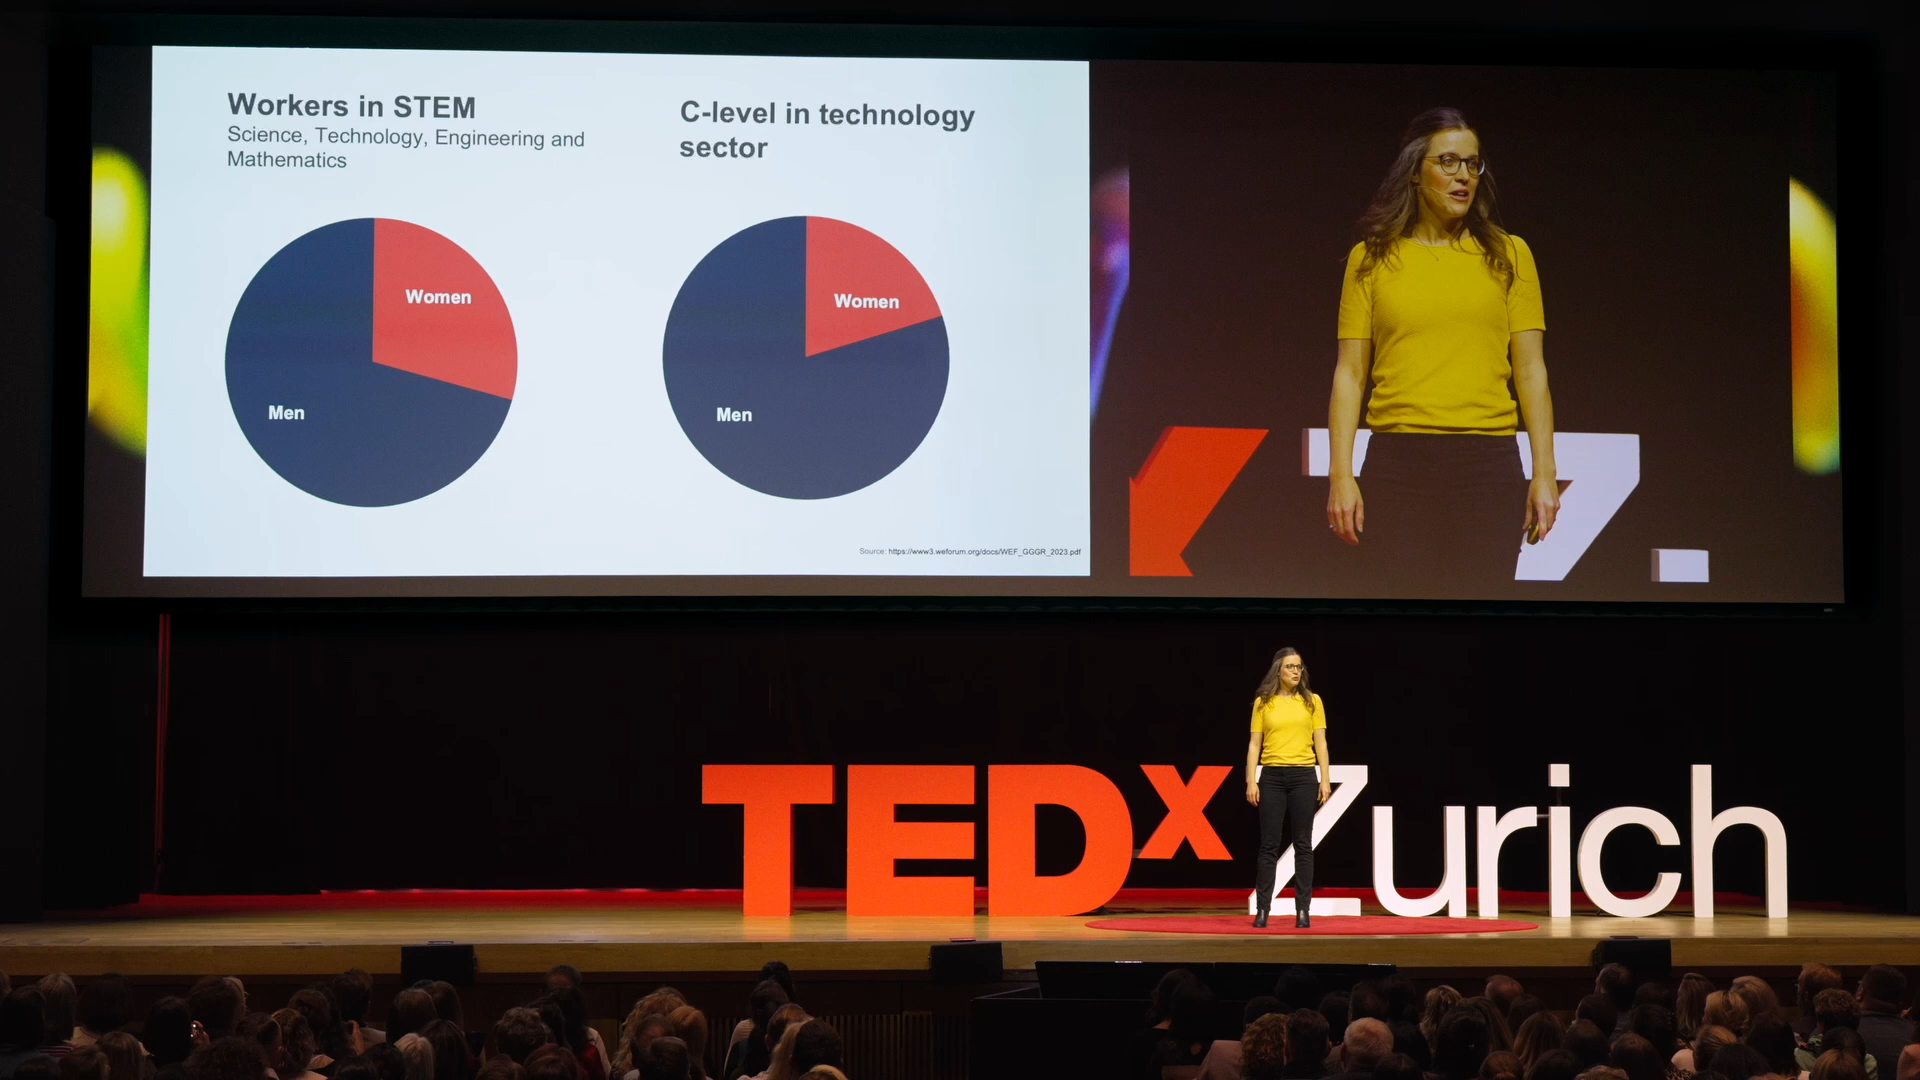 Workers in STEM
Science, Technology, Engineering and
Mathematics
Women
Men
C-level in technology
sector
Women
Men
Source: https://www3.weforum.org/docs/WEF_GGGR_2023.pdf
TEDx Zurich